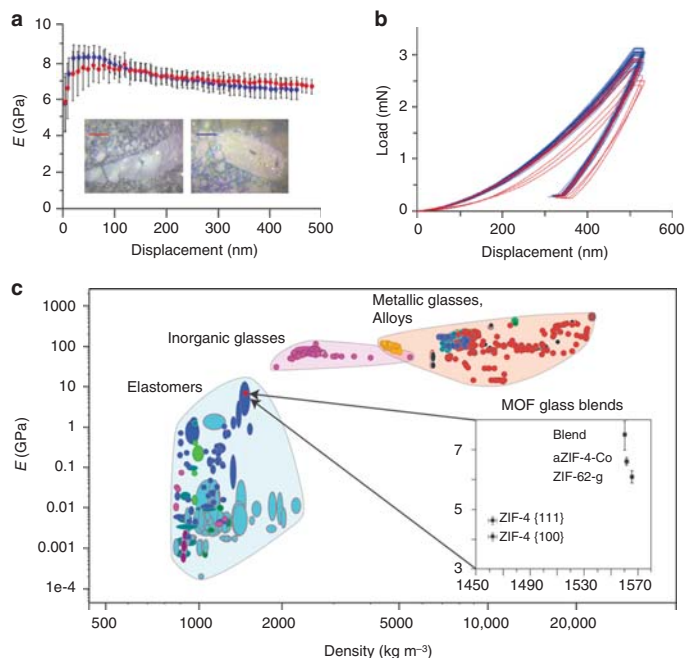 a
10
8
6
4
2
0
E (GPa)
0 100 200 300 400 500
Displacement (nm)
b
3
2
1
0
Load (mN)
0 200 400 600
Displacement (nm)
c
1000
100
10
1
0.1
0.01
0.001
1e-4
E (GPa)
Metallic glasses,
Alloys
Inorganic glasses
Elastomers
MOF glass blends
7
6
5
4
3
Blend
aZIF-4-Co
ZIF-62-g
ZIF-4 {111}
ZIF-4 {100}
1450 1490 1530 1570
500 1000 2000 5000 10,000 20,000
Density (kg m⁻³)